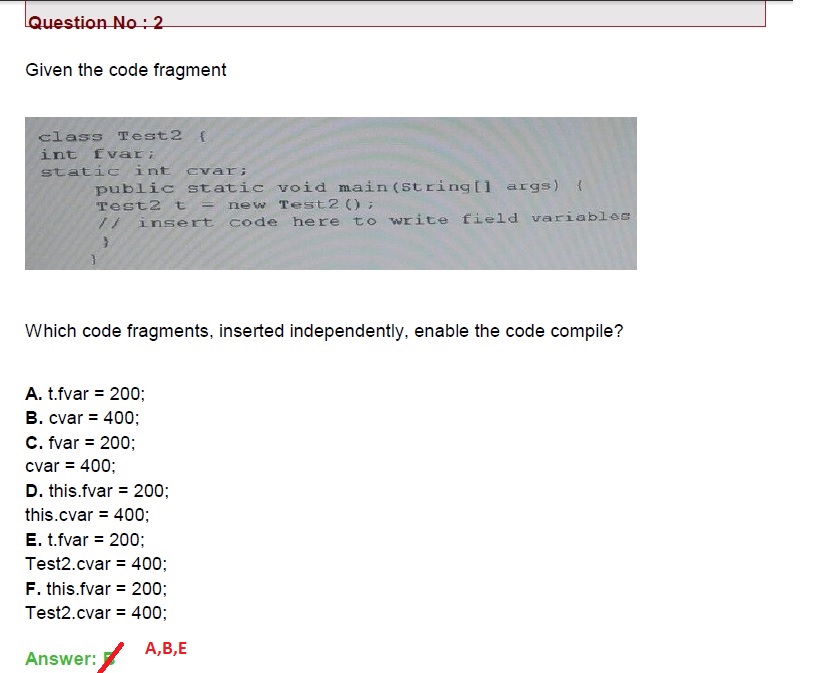 Question No : 2
Given the code fragment
class Test2 {
int fvar;
static int cvar;
public static void main(String[] args) {
Test2 t = new Test2();
// insert code here to write field variables
}
}
Which code fragments, inserted independently, enable the code compile?
A. t.fvar = 200;
B. cvar = 400;
C. fvar = 200;
cvar = 400;
D. this.fvar = 200;
this.cvar = 400;
E. t.fvar = 200;
Test2.cvar = 400;
F. this.fvar = 200;
Test2.cvar = 400;
Answer:
A,B,E